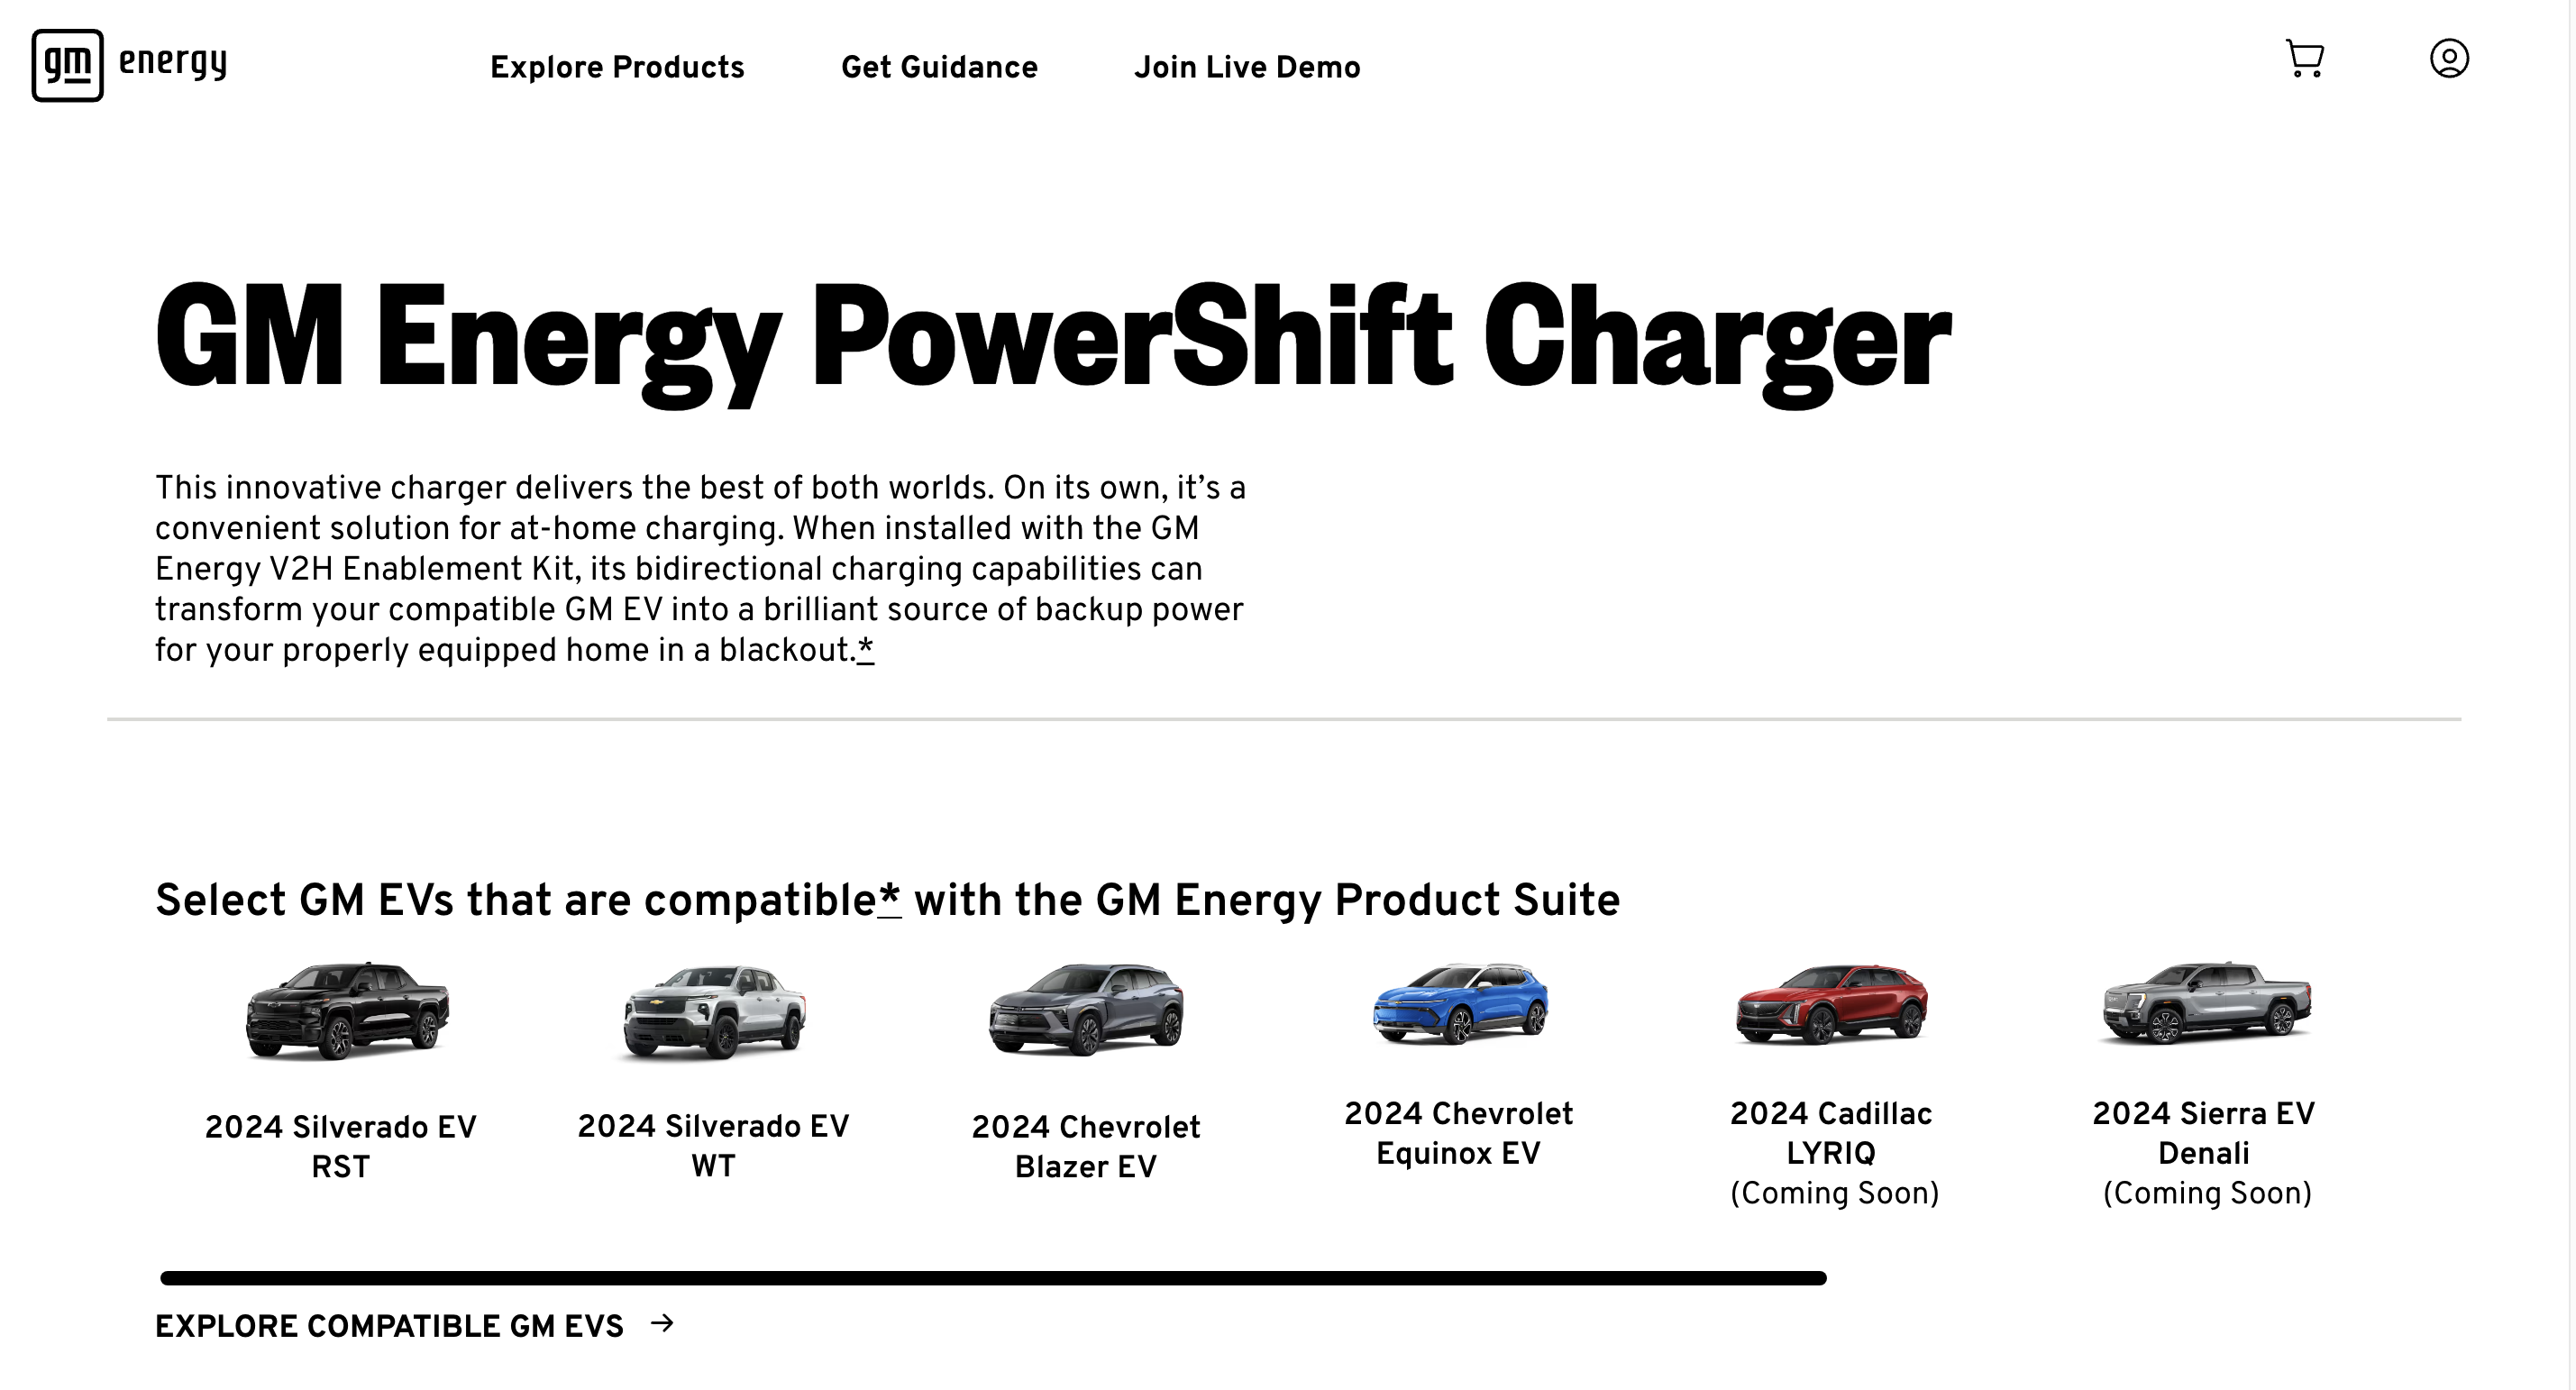 gm energy
Explore Products
Get Guidance
Join Live Demo
GM Energy PowerShift Charger
This innovative charger delivers the best of both worlds. On its own, it’s a
convenient solution for at-home charging. When installed with the GM
Energy V2H Enablement Kit, its bidirectional charging capabilities can
transform your compatible GM EV into a brilliant source of backup power
for your properly equipped home in a blackout.*
Select GM EVs that are compatible* with the GM Energy Product Suite
2024 Silverado EV
RST
2024 Silverado EV
WT
2024 Chevrolet
Blazer EV
2024 Chevrolet
Equinox EV
2024 Cadillac
LYRIQ
(Coming Soon)
2024 Sierra EV
Denali
(Coming Soon)
EXPLORE COMPATIBLE GM EVS →